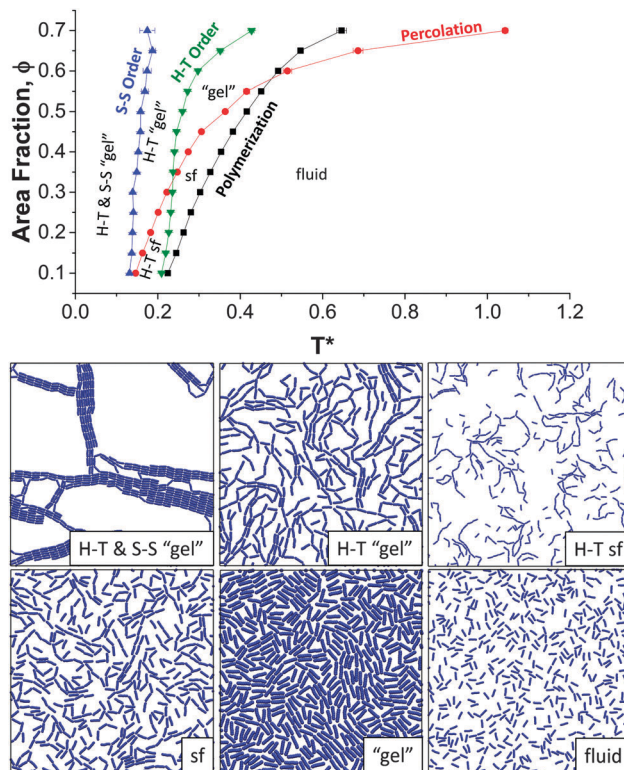 0.7
0.6
0.5
0.4
0.3
0.2
0.1
Area Fraction, ϕ
0.0
0.2
0.4
0.6
0.8
1.0
1.2
T*
H-T & S-S "gel"
S-S Order
H-T "gel"
H-T Order
"gel"
Percolation
sf
Polymerization
fluid
H-T sf
H-T & S-S "gel"
H-T "gel"
H-T sf
sf
"gel"
fluid